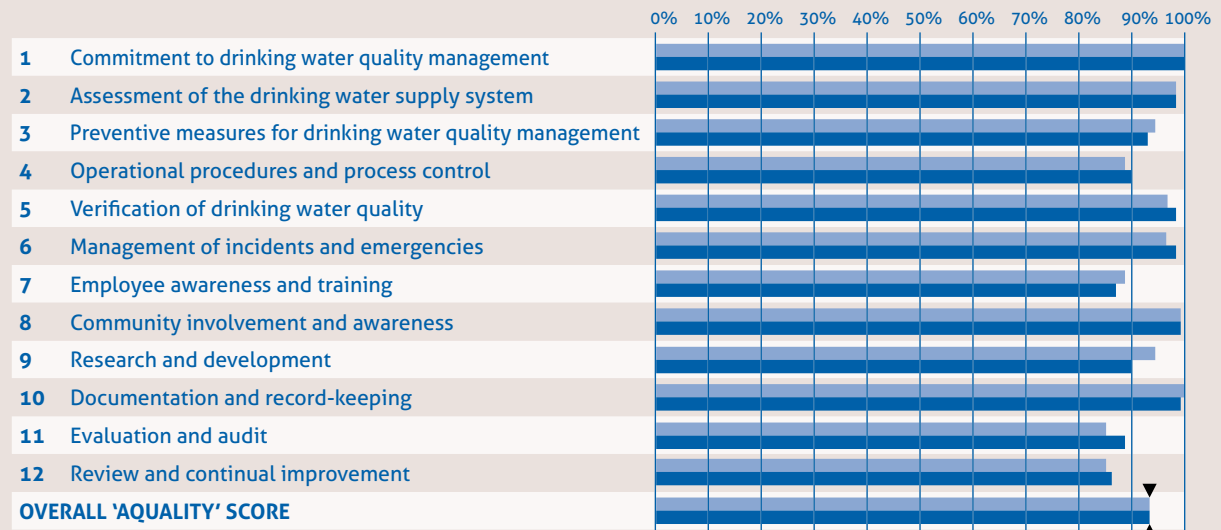 0% 10% 20% 30% 40% 50% 60% 70% 80% 90% 100%
1 Commitment to drinking water quality management
2 Assessment of the drinking water supply system
3 Preventive measures for drinking water quality management
4 Operational procedures and process control
5 Verification of drinking water quality
6 Management of incidents and emergencies
7 Employee awareness and training
8 Community involvement and awareness
9 Research and development
10 Documentation and record-keeping
11 Evaluation and audit
12 Review and continual improvement
OVERALL ‘AQUALITY’ SCORE